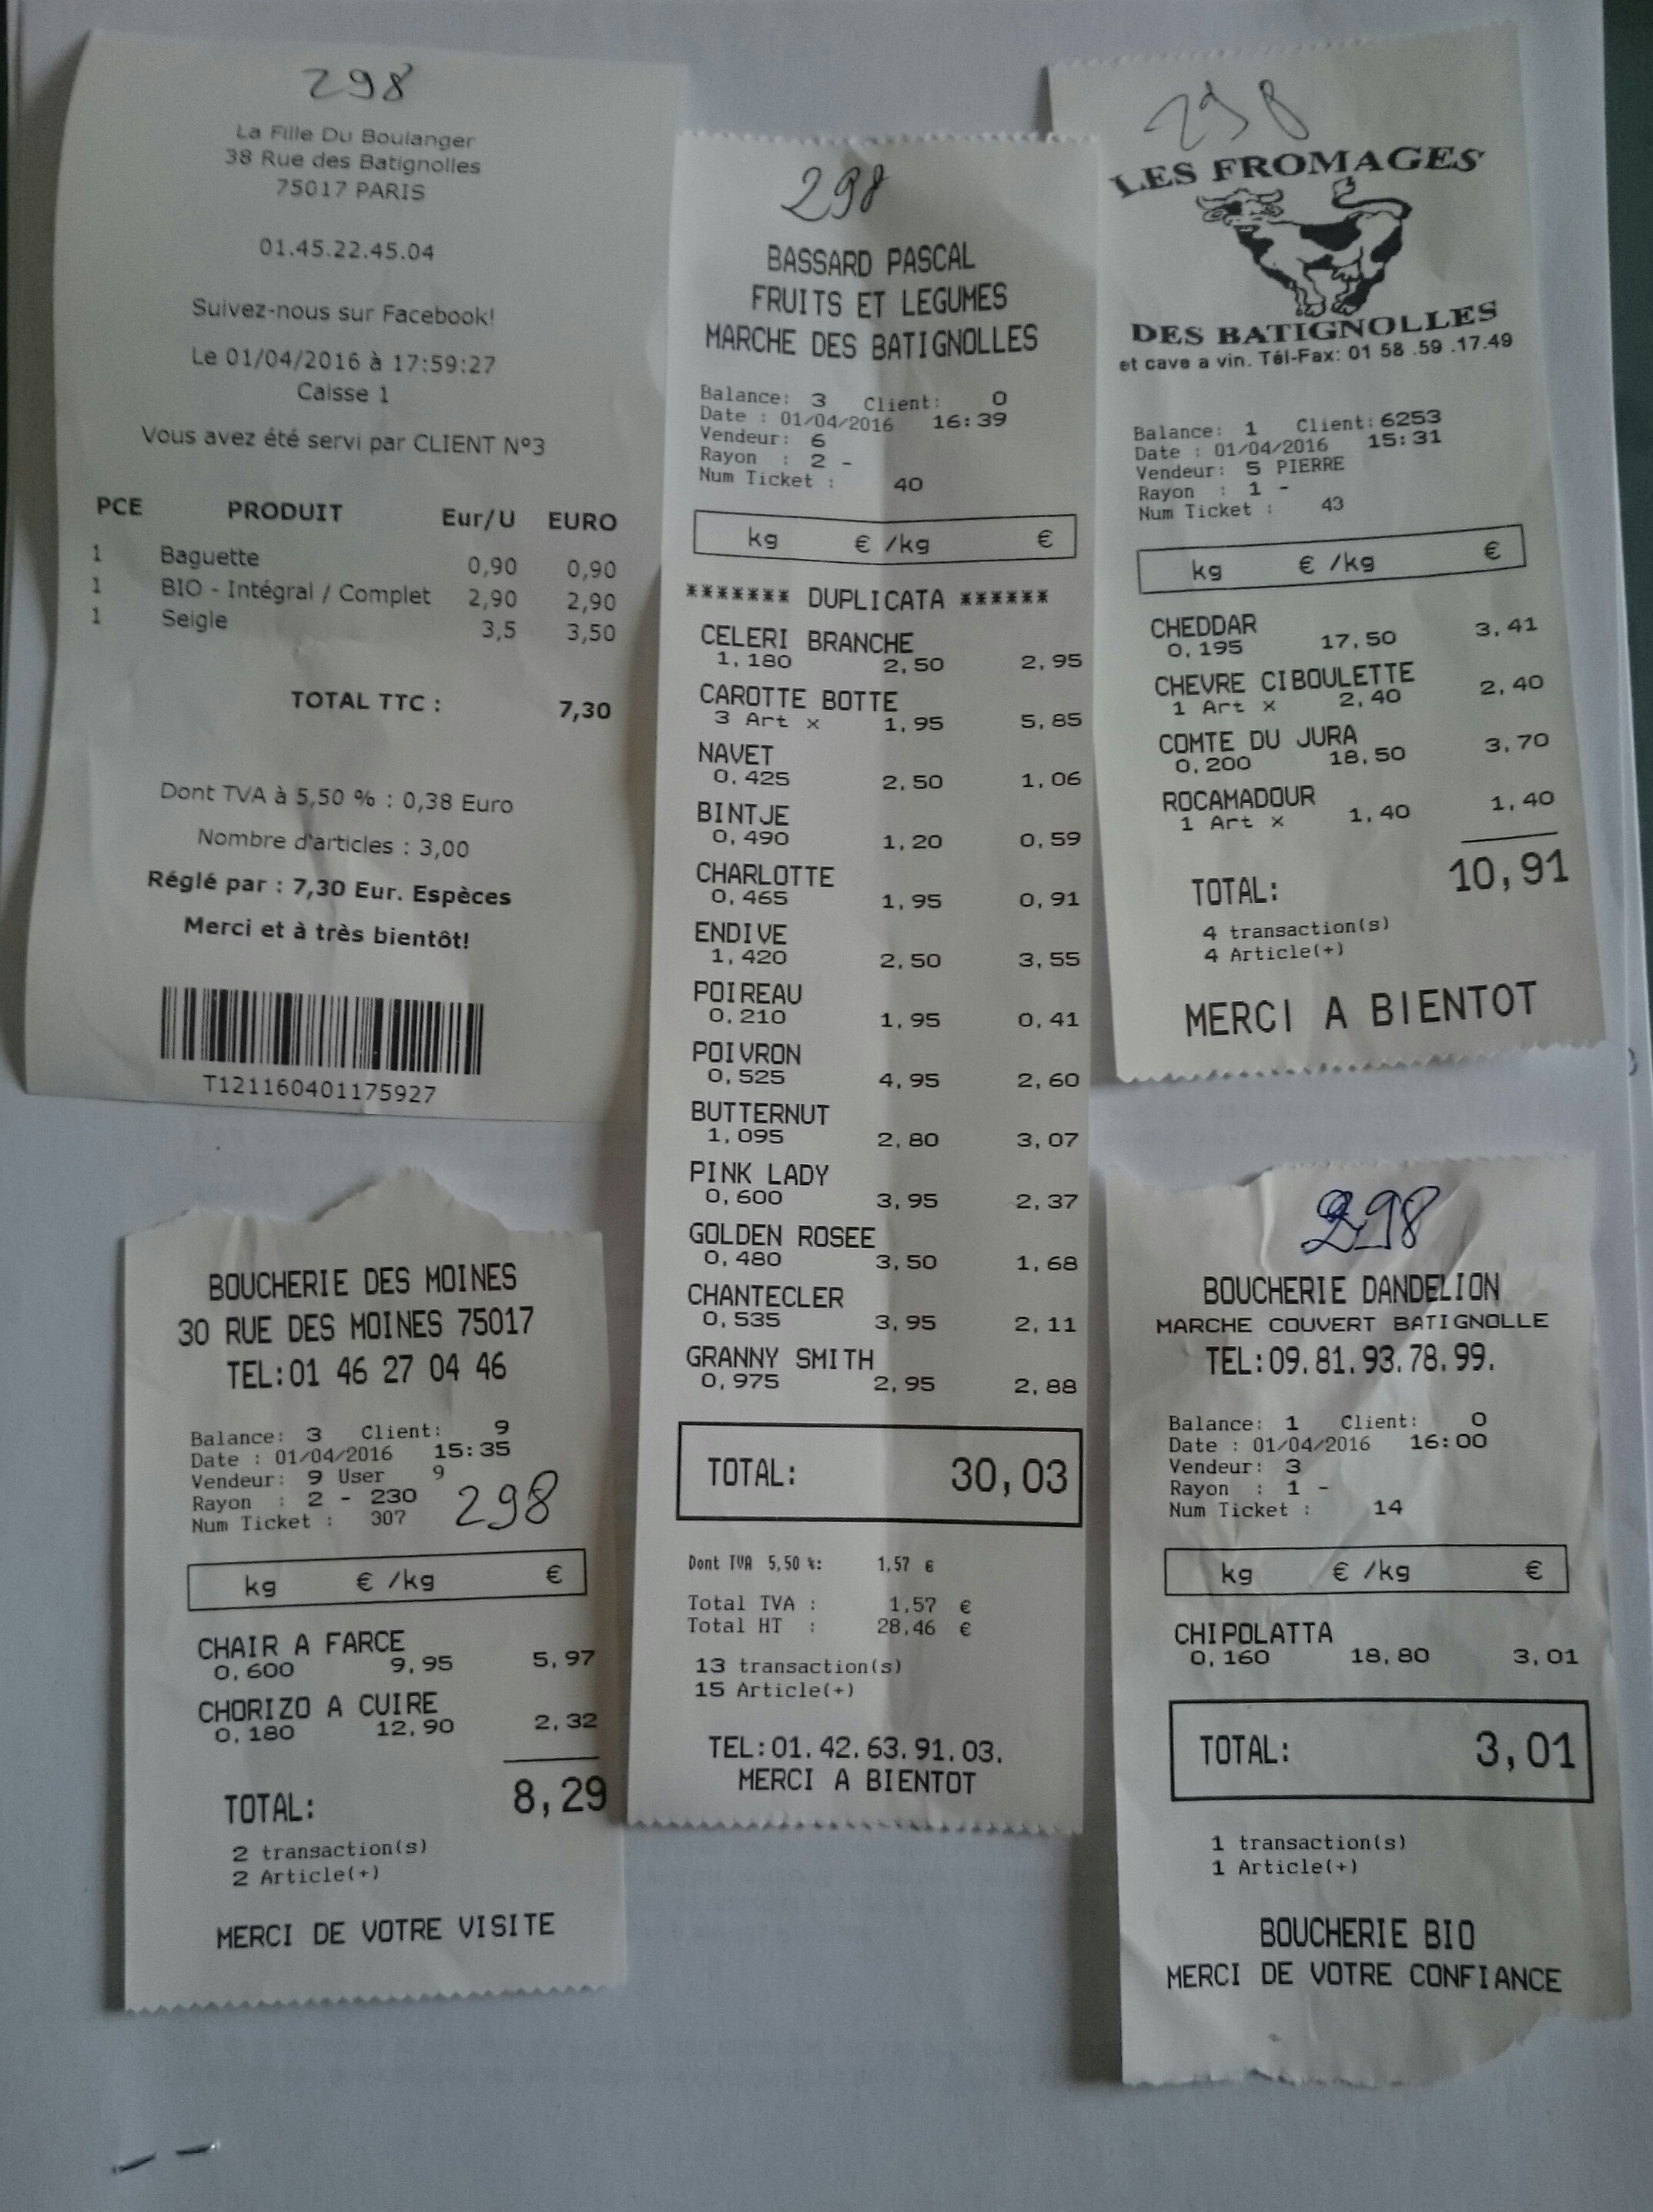 298
La Fille Du Boulanger
38 Rue des Batignolles
75017 PARIS
01.45.22.45.04
Suivez-nous sur Facebook!
Le 01/04/2016 à 17:59:27
Caisse 1
Vous avez été servi par CLIENT N°3
PCE PRODUIT Eur/U EURO
1 Baguette 0,90 0,90
1 BIO - Intégral / Complet 2,90 2,90
1 Seigle 3,5 3,50
TOTAL TTC : 7,30
Dont TVA à 5,50 % : 0,38 Euro
Nombre d'articles : 3,00
Réglé par : 7,30 Eur. Espèces
Merci et à très bientôt!
T121160401175927
298
BASSARD PASCAL
FRUITS ET LEGUMES
MARCHE DES BATIGNOLLES
Balance: 3 Client: 0
Date : 01/04/2016 16:39
Vendeur: 6
Rayon : 2 -
Num Ticket : 40
kg € /kg €
******* DUPLICATA ******
CELERI BRANCHE
1,180 2,50 2,95
CAROTTE BOTTE
3 Art x 1,95 5,85
NAVET
0,425 2,50 1,06
BINTJE
0,490 1,20 0,59
CHARLOTTE
0,465 1,95 0,91
ENDIVE
1,420 2,50 3,55
POIREAU
0,210 1,95 0,41
POIVRON
0,525 4,95 2,60
BUTTERNUT
1,095 2,80 3,07
PINK LADY
0,600 3,95 2,37
GOLDEN ROSEE
0,480 3,50 1,68
CHANTECLER
0,535 3,95 2,11
GRANNY SMITH
0,975 2,95 2,88
TOTAL: 30,03
Dont TVA 5,50 %: 1,57 €
Total TVA : 1,57 €
Total HT : 28,46 €
13 transaction(s)
15 Article(+)
TEL:01.42.63.91.03.
MERCI A BIENTOT
298
LES FROMAGES
DES BATIGNOLLES
et cave a vin. Tél-Fax: 01 58 .59 .17.49
Balance: 1 Client:6253
Date : 01/04/2016 15:31
Vendeur: 5 PIERRE
Rayon : 1 -
Num Ticket : 43
kg € /kg €
CHEDDAR
0,195 17,50 3,41
CHEVRE CIBOULETTE
1 Art x 2,40 2,40
COMTE DU JURA
0,200 18,50 3,70
ROCAMADOUR
1 Art x 1,40 1,40
TOTAL: 10,91
4 transaction(s)
4 Article(+)
MERCI A BIENTOT
BOUCHERIE DES MOINES
30 RUE DES MOINES 75017
TEL:01 46 27 04 46
Balance: 3 Client: 9
Date : 01/04/2016 15:35
Vendeur: 9 User 9
Rayon : 2 - 230
Num Ticket : 307
298
kg € /kg €
CHAIR A FARCE
0,600 9,95 5,97
CHORIZO A CUIRE
0,180 12,90 2,32
TOTAL: 8,29
2 transaction(s)
2 Article(+)
MERCI DE VOTRE VISITE
298
BOUCHERIE DANDELION
MARCHE COUVERT BATIGNOLLE
TEL:09.81.93.78.99.
Balance: 1 Client: 0
Date : 01/04/2016 16:00
Vendeur: 3
Rayon : 1 -
Num Ticket : 14
kg € /kg €
CHIPOLATTA
0,160 18,80 3,01
TOTAL: 3,01
1 transaction(s)
1 Article(+)
BOUCHERIE BIO
MERCI DE VOTRE CONFIANCE